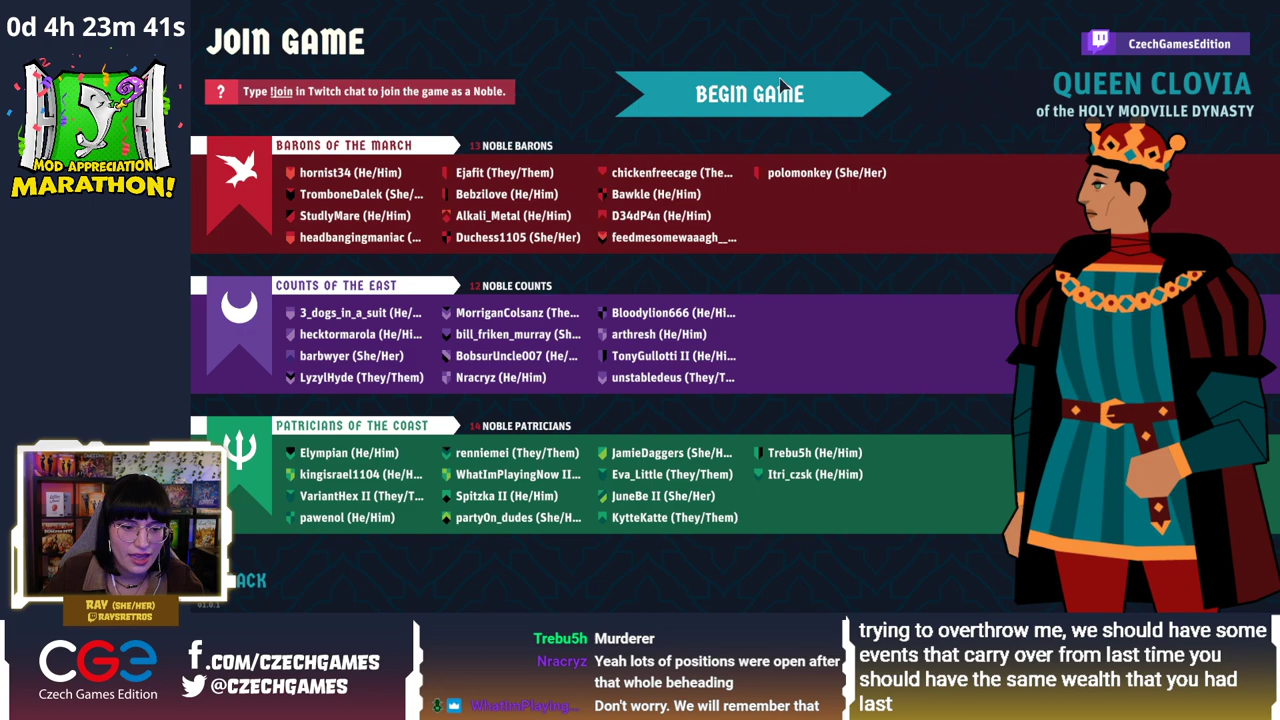 0d 4h 23m 41s
MOD-APPRECIATION
MARATHON!
JOIN GAME
? Type !join in Twitch chat to join the game as a Noble.
BEGIN GAME
CzechGamesEdition
QUEEN CLOVIA
of the HOLY MODVILLE DYNASTY
BARONS OF THE MARCH
13 NOBLE BARONS
hornist34 (He/Him) Ejafit (They/Them) chickenfreecage (The... polomonkey (She/Her)
TromboneDalek (She/... Bebzilove (He/Him) Bawkle (He/Him)
StudlyMare (He/Him) Alkali_Metal (He/Him) D34dP4n (He/Him)
headbangingmaniac (... Duchess1105 (She/Her) feedmesomewaaagh__...
COUNTS OF THE EAST
12 NOBLE COUNTS
3_dogs_in_a_suit (He/... MorriganColsanz (The... Bloodylion666 (He/Hi...
hecktormarola (He/Hi... bill_friken_murray (Sh... arthresh (He/Him)
barbwyer (She/Her) BobsurUncle007 (He/... TonyGullotti II (He/Hi...
LyzylHyde (They/Them) Nracryz (He/Him) unstabledeus (They/T...
PATRICIANS OF THE COAST
14 NOBLE PATRICIANS
Elympian (He/Him) renniemei (They/Them) JamieDaggers (She/H... Trebu5h (He/Him)
kingisrael1104 (He/H... WhatImPlayingNow II... Eva_Little (They/Them) Itri_czsk (He/Him)
VariantHex II (They/T... Spitzka II (He/Him) JuneBe II (She/Her)
pawenol (He/Him) party0n_dudes (She/H... KytteKatte (They/Them)
ACK
v1.0.1
RAY (SHE/HER)
RAYSRETROS
CGE
Czech Games Edition
f.COM/CZECHGAMES
@CZECHGAMES
Trebu5h Murderer
Nracryz Yeah lots of positions were open after
that whole beheading
WhatImPlaying... Don't worry. We will remember that
trying to overthrow me, we should have some
events that carry over from last time you
should have the same wealth that you had
last